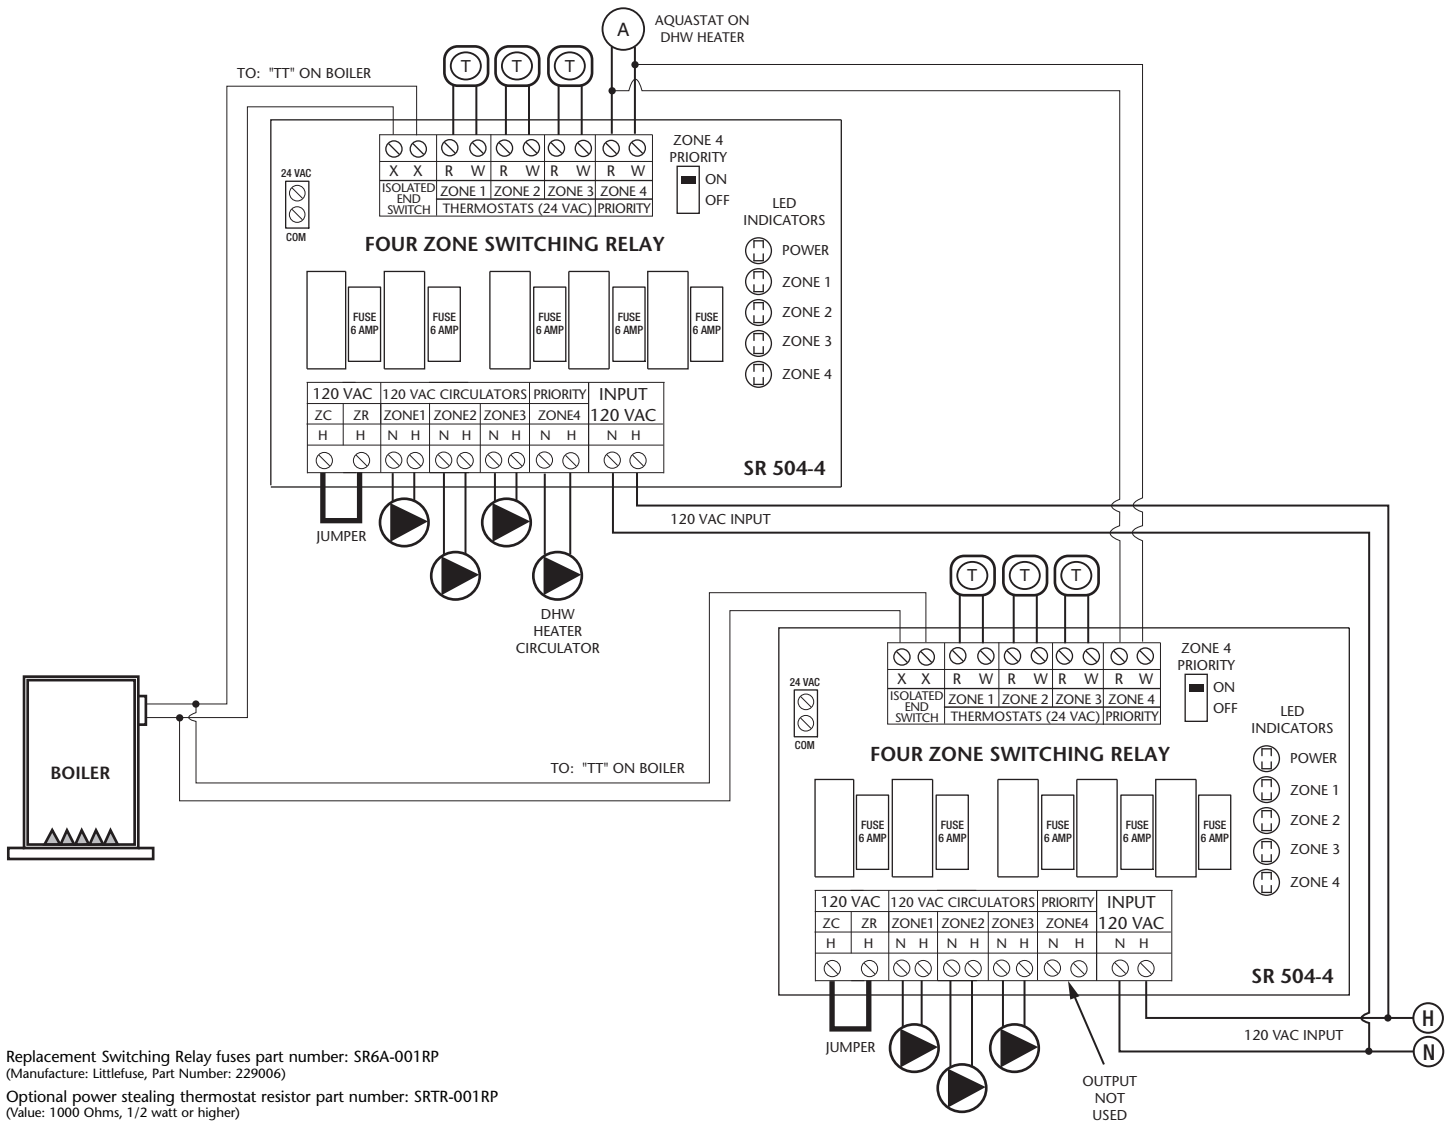 A
AQUASTAT ON
DHW HEATER
TO: "TT" ON BOILER
T T T
ZONE 4
PRIORITY
ON
OFF
24 VAC
COM
X X R W R W R W R W
ISOLATED
END
SWITCH
ZONE 1 ZONE 2 ZONE 3 ZONE 4
THERMOSTATS (24 VAC) PRIORITY
LED
INDICATORS
POWER
ZONE 1
ZONE 2
ZONE 3
ZONE 4
FOUR ZONE SWITCHING RELAY
FUSE
6 AMP
FUSE
6 AMP
FUSE
6 AMP
FUSE
6 AMP
FUSE
6 AMP
120 VAC 120 VAC CIRCULATORS PRIORITY INPUT
ZC ZR ZONE1 ZONE2 ZONE3 ZONE4 120 VAC
H H N H N H N H N H N H
SR 504-4
JUMPER
120 VAC INPUT
DHW
HEATER
CIRCULATOR
T T T
ZONE 4
PRIORITY
ON
OFF
24 VAC
COM
X X R W R W R W R W
ISOLATED
END
SWITCH
ZONE 1 ZONE 2 ZONE 3 ZONE 4
THERMOSTATS (24 VAC) PRIORITY
LED
INDICATORS
POWER
ZONE 1
ZONE 2
ZONE 3
ZONE 4
FOUR ZONE SWITCHING RELAY
BOILER
TO: "TT" ON BOILER
FUSE
6 AMP
FUSE
6 AMP
FUSE
6 AMP
FUSE
6 AMP
FUSE
6 AMP
120 VAC 120 VAC CIRCULATORS PRIORITY INPUT
ZC ZR ZONE1 ZONE2 ZONE3 ZONE4 120 VAC
H H N H N H N H N H N H
SR 504-4
H
120 VAC INPUT
N
JUMPER
OUTPUT
NOT
USED
Replacement Switching Relay fuses part number: SR6A-001RP
(Manufacture: Littlefuse, Part Number: 229006)
Optional power stealing thermostat resistor part number: SRTR-001RP
(Value: 1000 Ohms, 1/2 watt or higher)